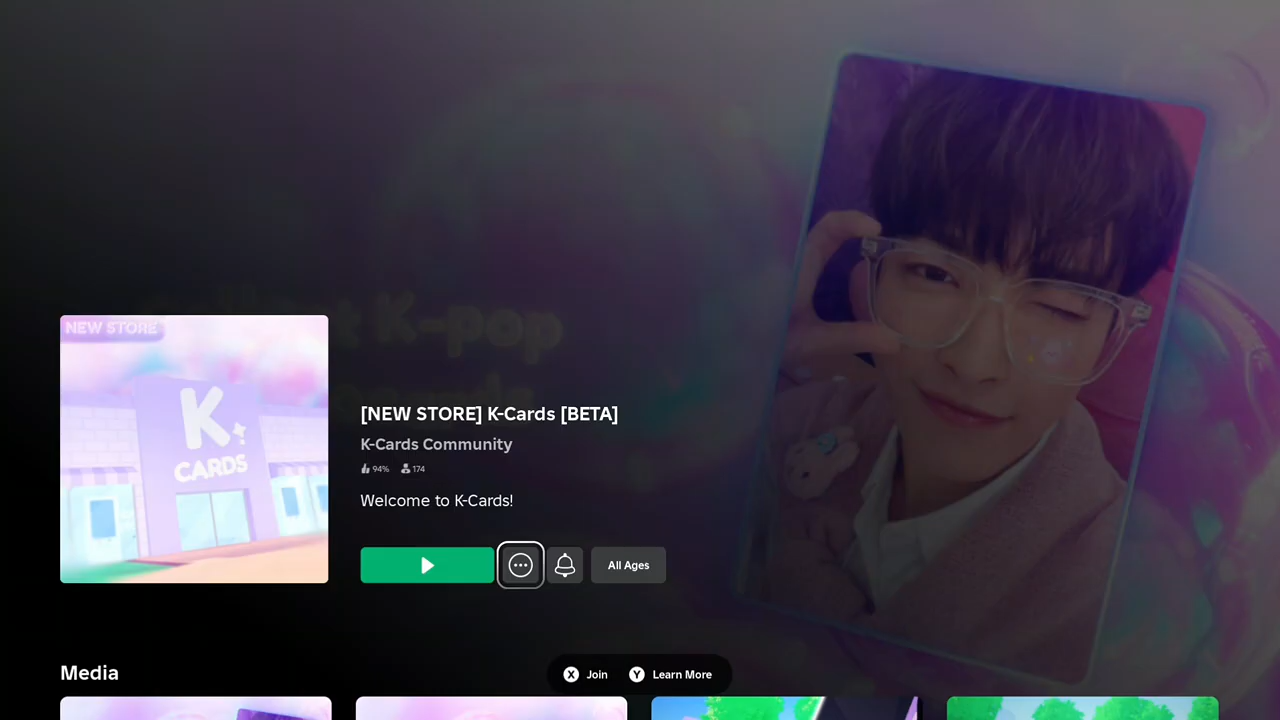 K-pop
NEW STORE
K
CARDS
[NEW STORE] K-Cards [BETA]
K-Cards Community
94% 174
Welcome to K-Cards!
All Ages
Media
X Join Y Learn More